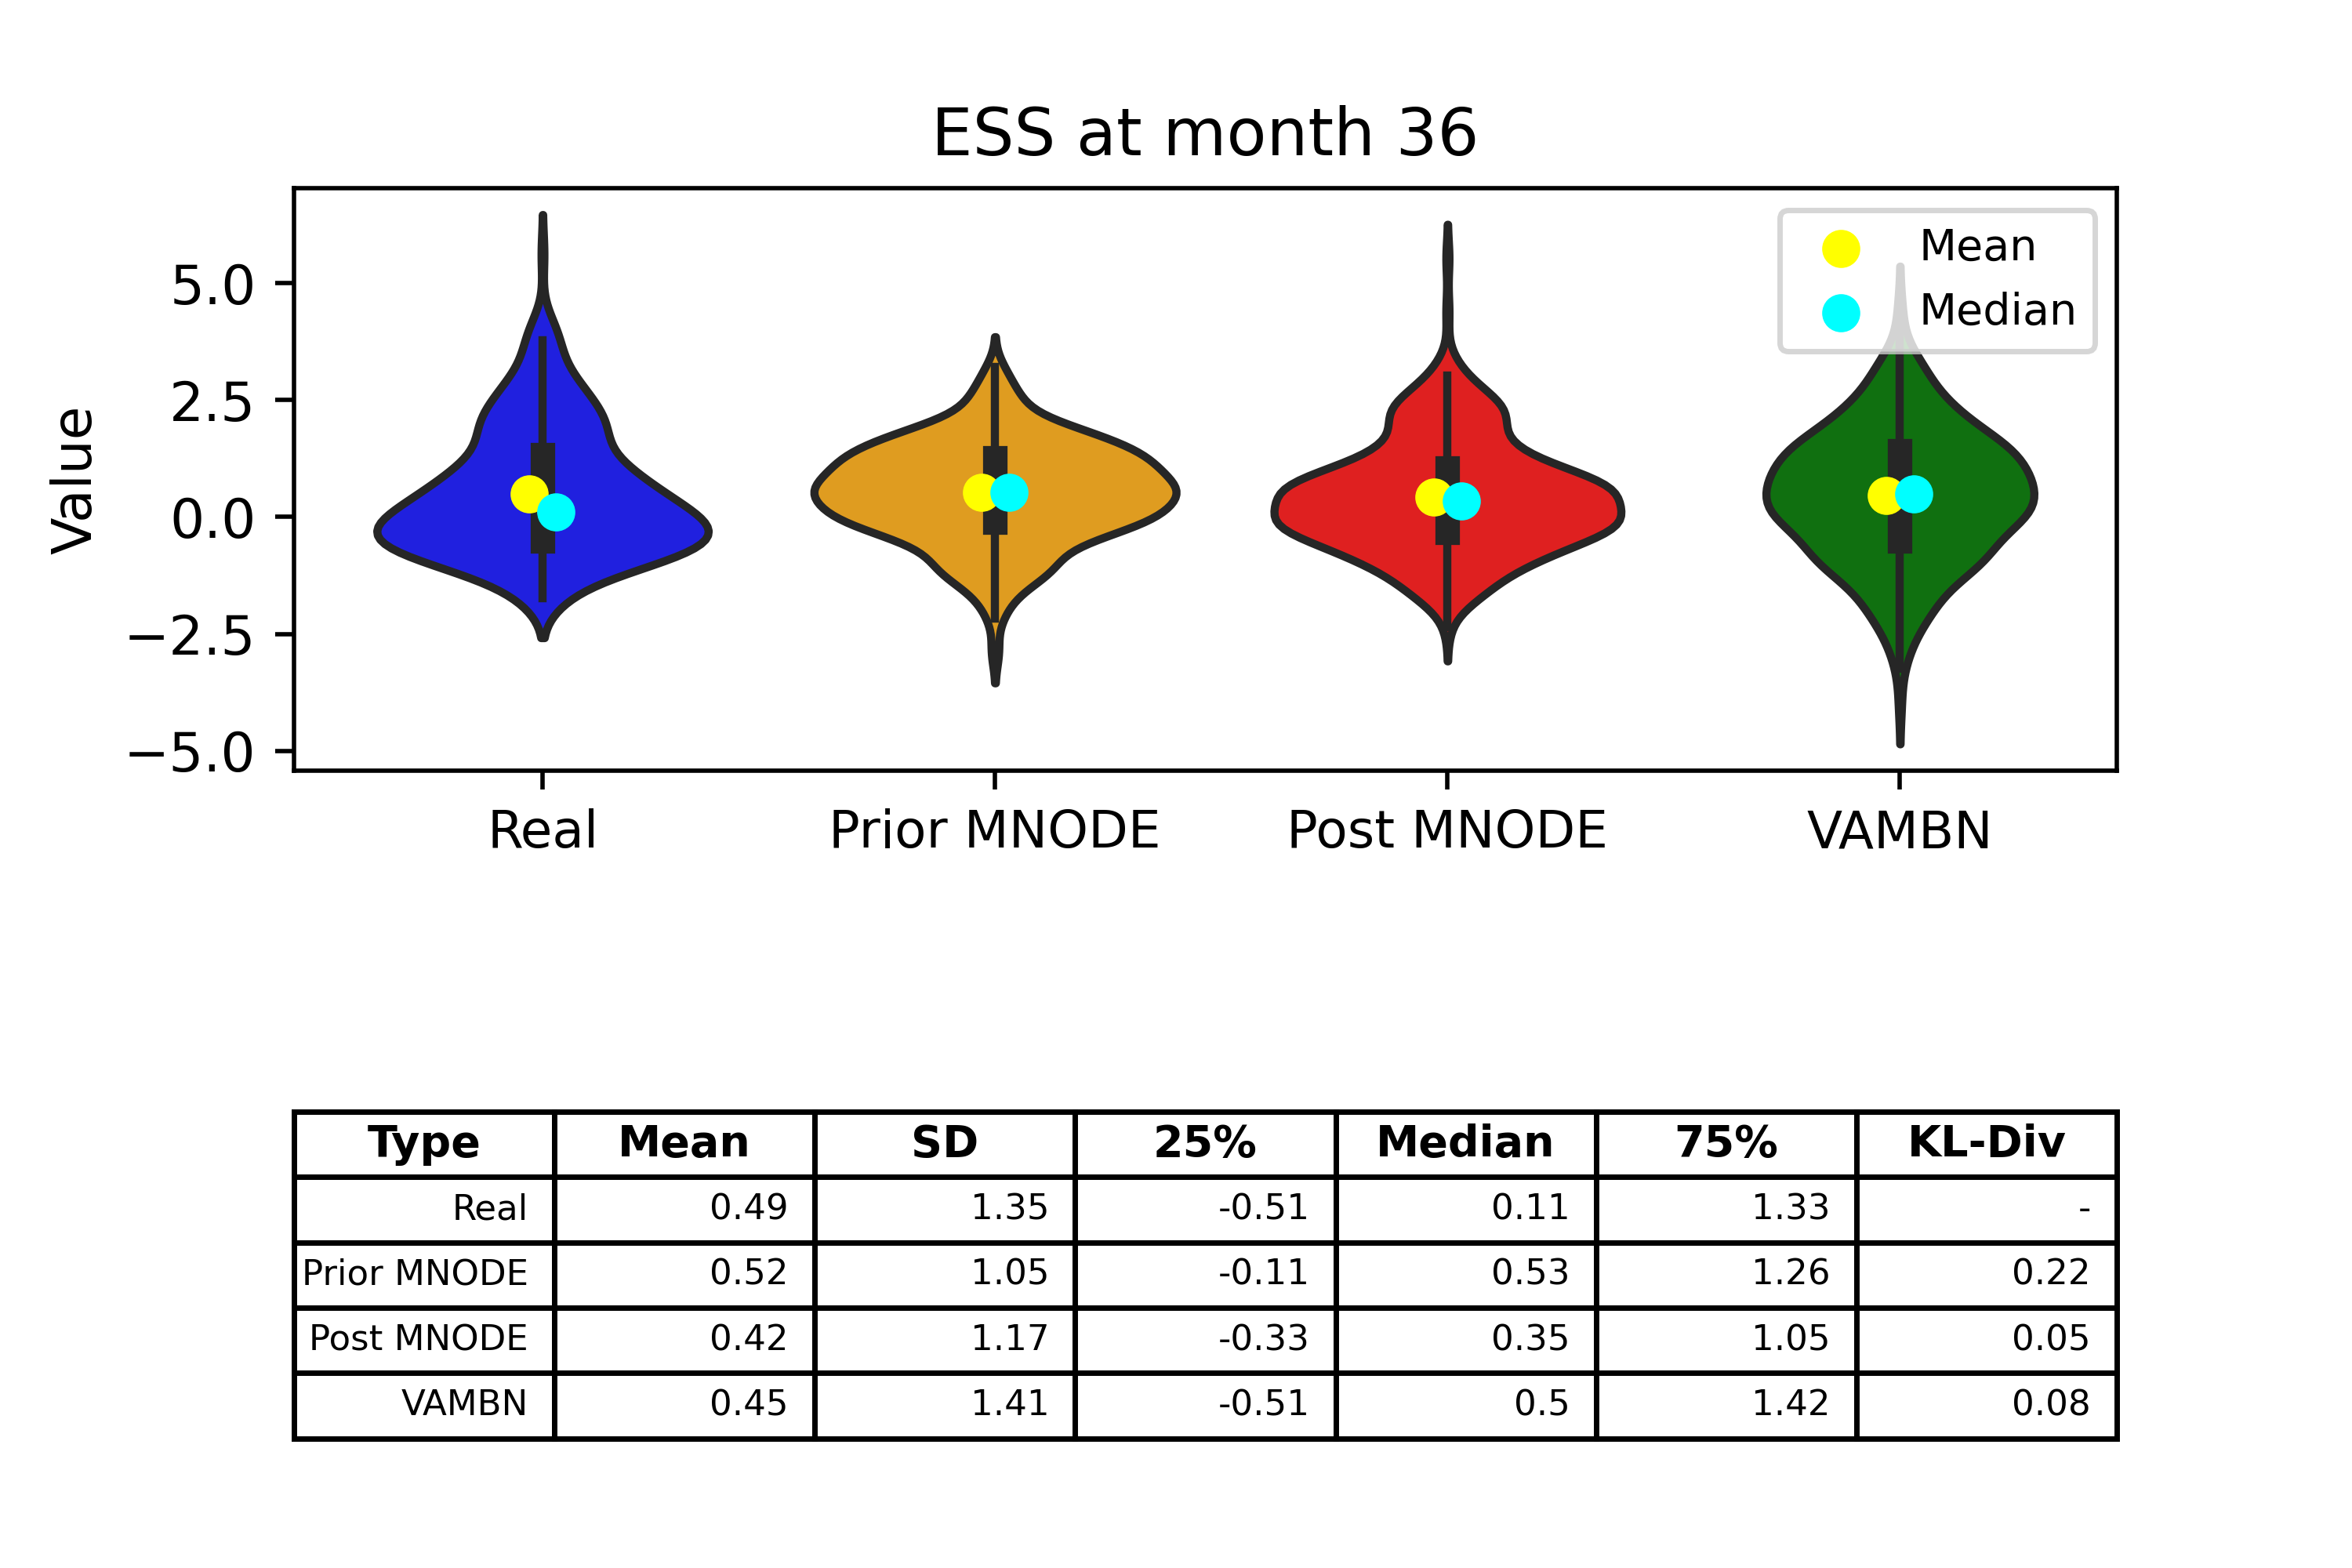 ESS at month 36
Value
5.0
2.5
0.0
−2.5
−5.0
Mean
Median
Real Prior MNODE Post MNODE VAMBN
Type Mean SD 25% Median 75% KL-Div
Real 0.49 1.35 -0.51 0.11 1.33 -
Prior MNODE 0.52 1.05 -0.11 0.53 1.26 0.22
Post MNODE 0.42 1.17 -0.33 0.35 1.05 0.05
VAMBN 0.45 1.41 -0.51 0.5 1.42 0.08